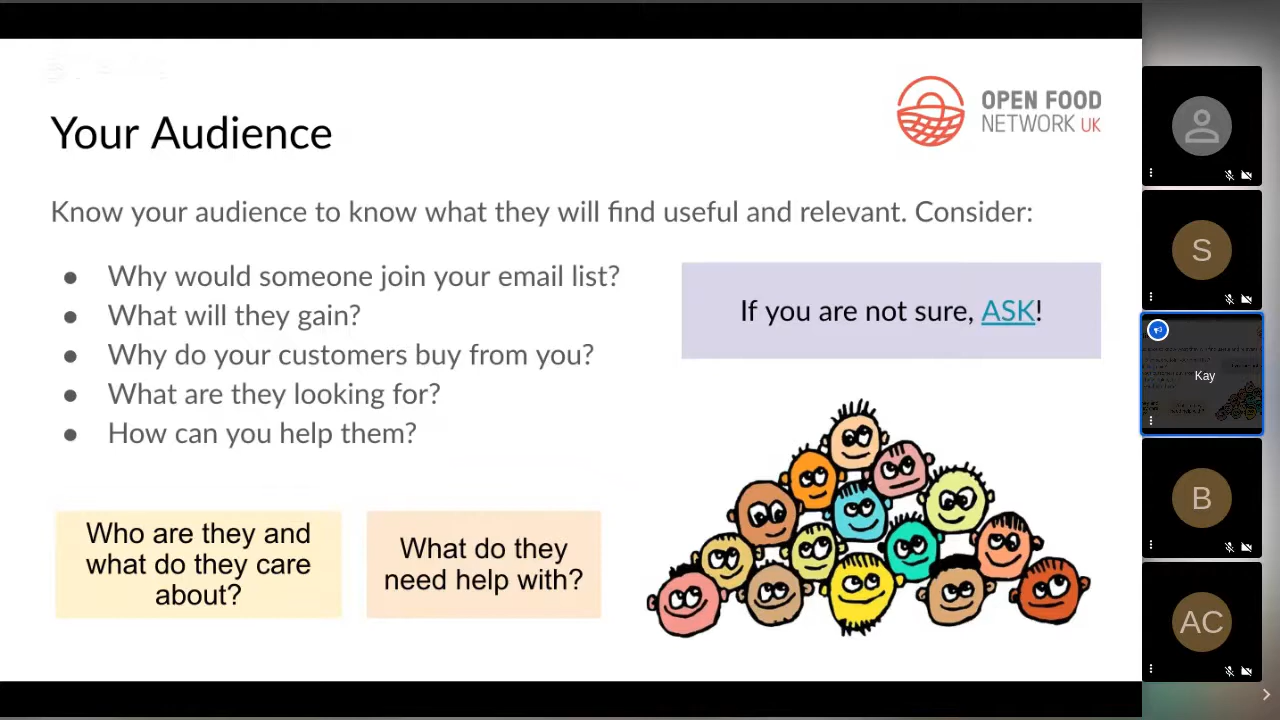 Your Audience
OPEN FOOD
NETWORK UK
Know your audience to know what they will find useful and relevant. Consider:
● Why would someone join your email list?
● What will they gain?
● Why do your customers buy from you?
● What are they looking for?
● How can you help them?
If you are not sure, ASK!
Who are they and
what do they care
about?
What do they
need help with?
S
Kay
B
AC